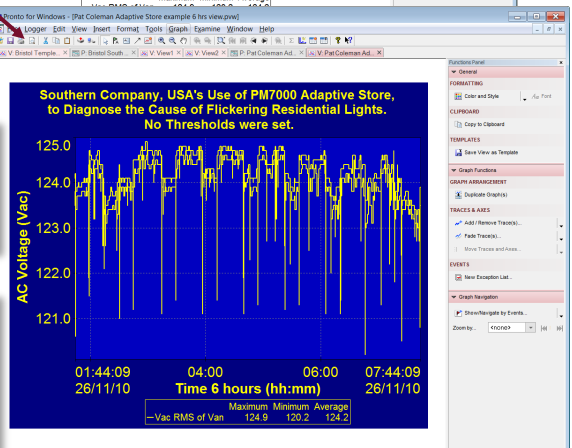 Pronto for Windows - [Pat Coleman Adaptive Store example 6 hrs view.pvw]
Logger Edit View Insert Format Tools Graph Examine Window Help
V: Bristol Temple... P: Bristol South ... V: View1 V: View2 P: Pat Coleman Ad... V: Pat Coleman Ad...
Southern Company, USA's Use of PM7000 Adaptive Store,
to Diagnose the Cause of Flickering Residential Lights.
No Thresholds were set.
AC Voltage (Vac)
125.0
124.0
123.0
122.0
121.0
01:44:09 04:00 06:00 07:44:09
26/11/10 Time 6 hours (hh:mm) 26/11/10
Maximum Minimum Average
Vac RMS of Van 124.9 120.2 124.2
Functions Panel
General
FORMATTING
Color and Style Font
CLIPBOARD
Copy to Clipboard
TEMPLATES
Save View as Template
Graph Functions
GRAPH ARRANGEMENT
Duplicate Graph(s)
TRACES & AXES
Add / Remove Trace(s)...
Fade Trace(s)...
Move Traces and Axes...
EVENTS
New Exception List...
Graph Navigation
Show/Navigate by Events...
Zoom by... <none>